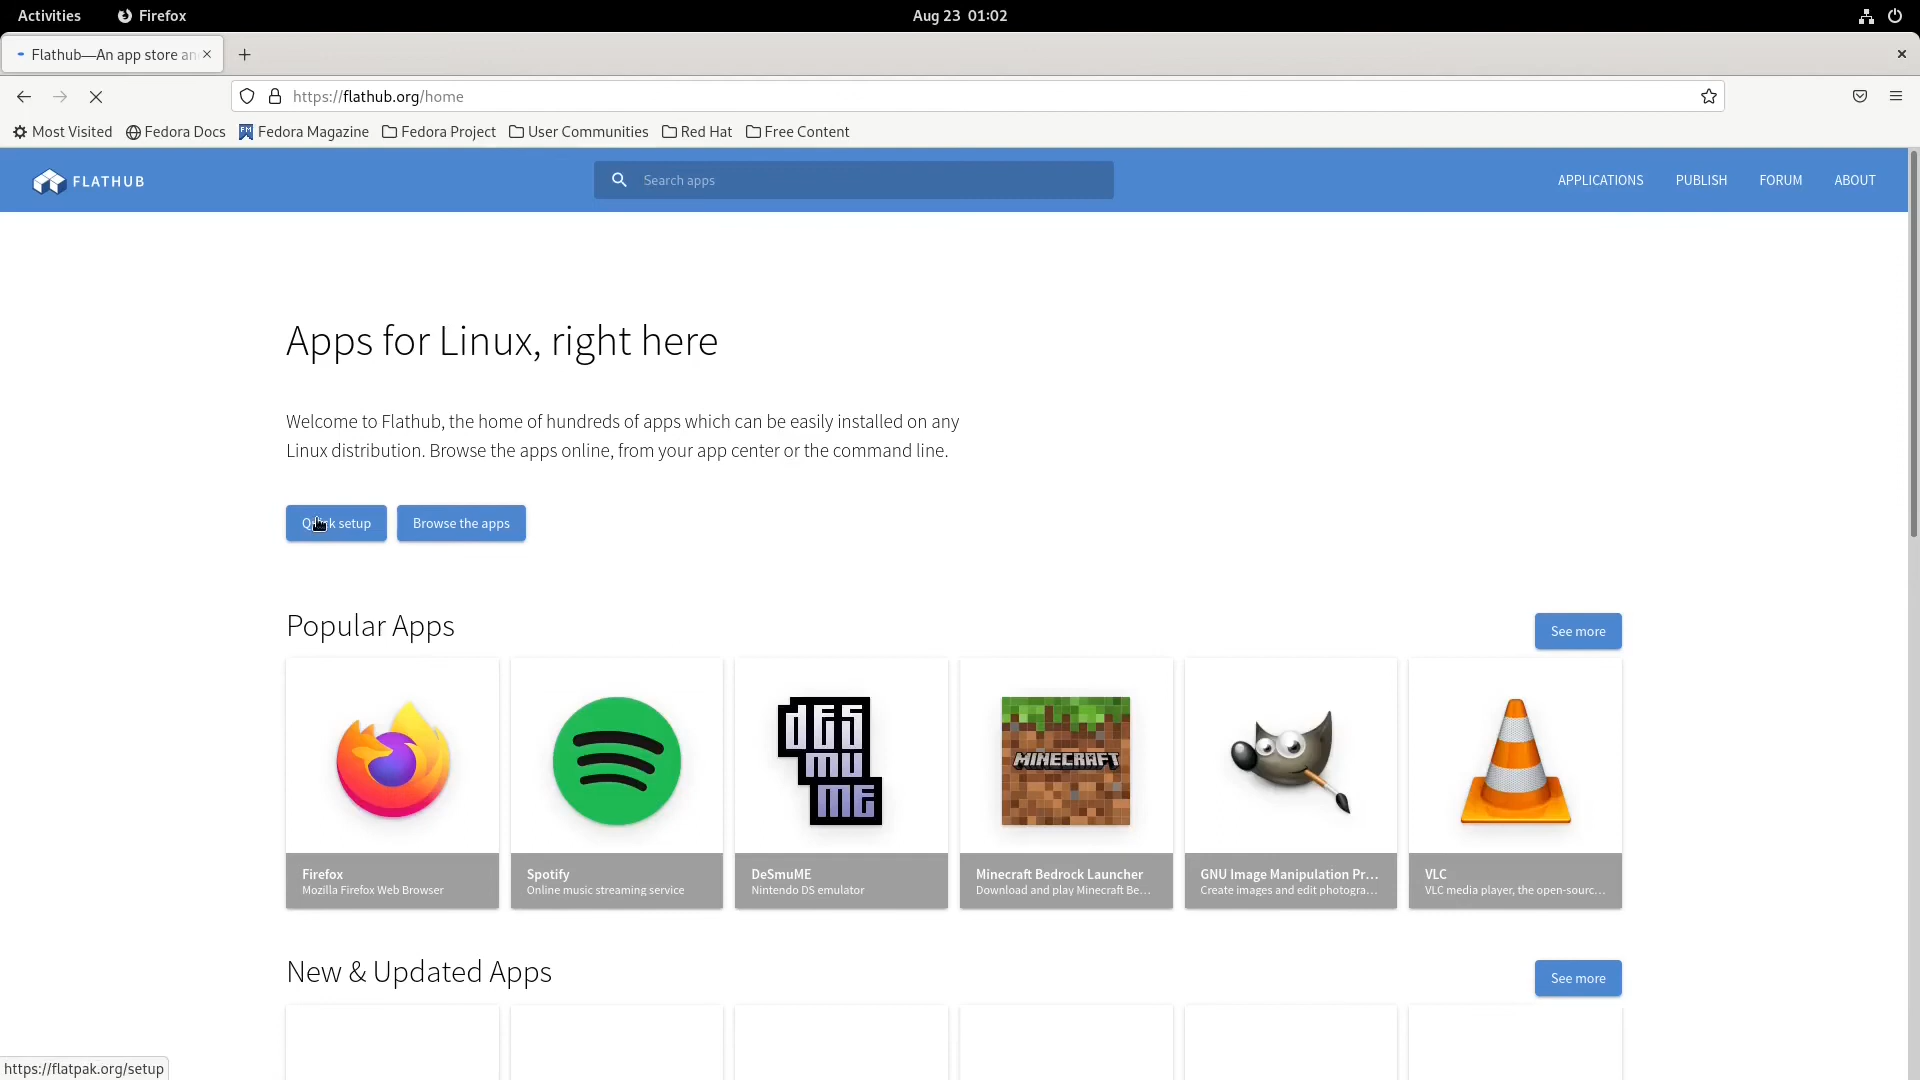 Activities
Firefox
Aug 23 01:02
Flathub—An app store an
https://flathub.org/home
Most Visited
Fedora Docs
Fedora Magazine
Fedora Project
User Communities
Red Hat
Free Content
FLATHUB
Search apps
APPLICATIONS
PUBLISH
FORUM
ABOUT
Apps for Linux, right here
Welcome to Flathub, the home of hundreds of apps which can be easily installed on any
Linux distribution. Browse the apps online, from your app center or the command line.
Quick setup
Browse the apps
Popular Apps
See more
dES
mU
mE
MINECRAFT
Firefox
Mozilla Firefox Web Browser
Spotify
Online music streaming service
DeSmuME
Nintendo DS emulator
Minecraft Bedrock Launcher
Download and play Minecraft Be...
GNU Image Manipulation Pr...
Create images and edit photogra...
VLC
VLC media player, the open-sourc...
New & Updated Apps
See more
https://flatpak.org/setup